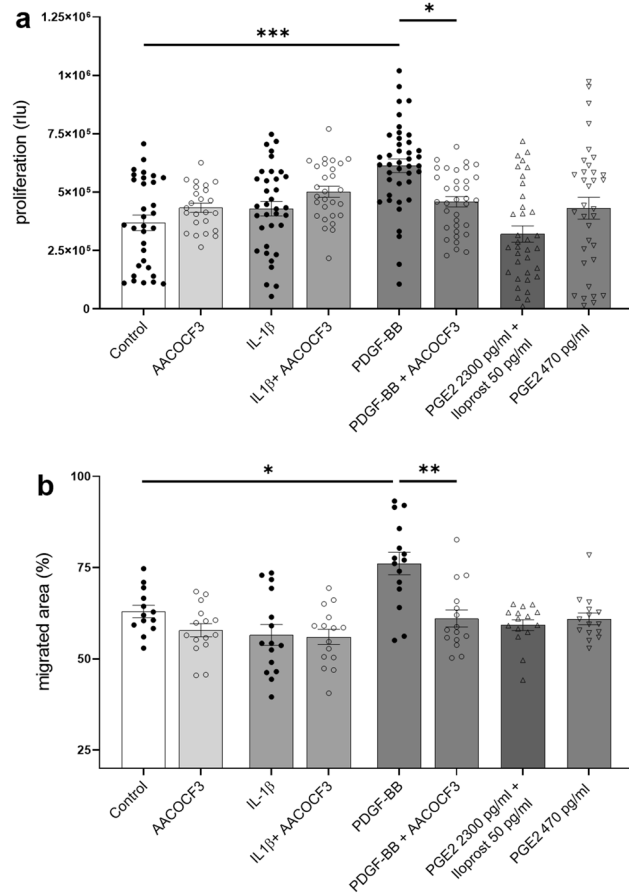 a
proliferation (rlu)
1.25×10⁶
1×10⁶
7.5×10⁵
5×10⁵
2.5×10⁵
0
***
*
Control
AACOCF3
IL-1β
IL1β+ AACOCF3
PDGF-BB
PDGF-BB + AACOCF3
PGE2 2300 pg/ml +
Iloprost 50 pg/ml
PGE2 470 pg/ml
b
migrated area (%)
100
75
50
25
*
**
Control
AACOCF3
IL-1β
IL1β+ AACOCF3
PDGF-BB
PDGF-BB + AACOCF3
PGE2 2300 pg/ml +
Iloprost 50 pg/ml
PGE2 470 pg/ml